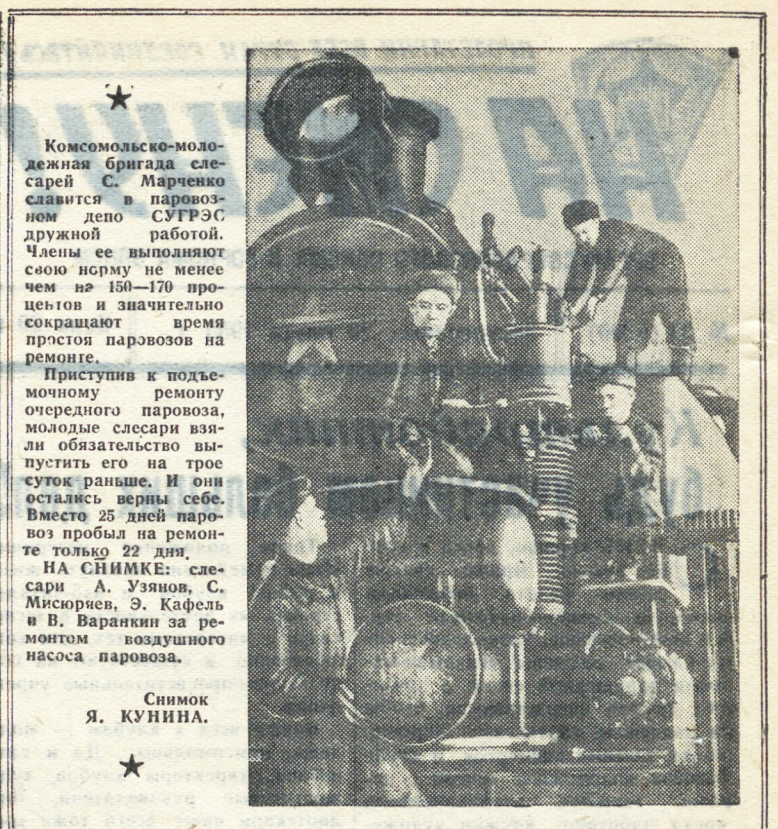 Комсомольско-моло-
дежная бригада сле-
сарей С. Марченко
славится в паровоз-
ном депо СУГРЭС
дружной работой.
Члены ее выполняют
свою норму не менее
чем на 150—170 про-
центов и значительно
сокращают время
простоя паровозов на
ремонте.
Приступив к подъе-
мочному ремонту
очередного паровоза,
молодые слесари взя-
ли обязательство вы-
пустить его на трое
суток раньше. И они
остались верны себе.
Вместо 25 дней паро-
воз пробыл на ремон-
те только 22 дня.
НА СНИМКЕ: сле-
сари А. Узянов, С.
Мисюряев, Э. Кафель
и В. Варанкин за ре-
монтом воздушного
насоса паровоза.
Снимок
Я. КУНИНА.